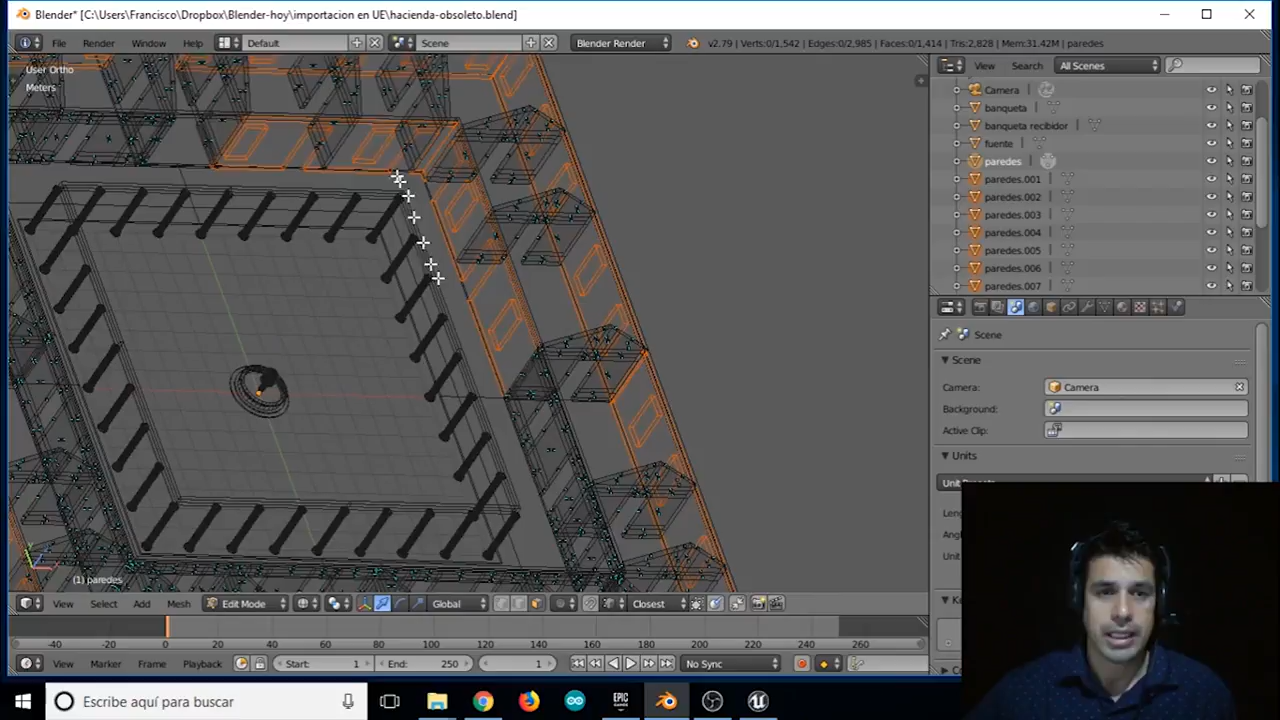 Blender* [C:\Users\Francisco\Dropbox\Blender-hoy\importacion en UE\hacienda-obsoleto.blend]
File Render Window Help Default Scene Blender Render v2.79 | Verts:0/1,542 | Edges:0/2,985 | Faces:0/1,414 | Tris:2,828 | Mem:31.42M | paredes
User Ortho
Meters
View Search All Scenes
Camera
banqueta
banqueta recibidor
fuente
paredes
paredes.001
paredes.002
paredes.003
paredes.004
paredes.005
paredes.006
paredes.007
Scene
Scene
Camera: Camera
Background:
Active Clip:
Units
(1) paredes
View Select Add Mesh Edit Mode Global Closest
-40 -20 0 20 40 60 80 100 120 140 160 180 200 220 240 260
View Marker Frame Playback Start: 1 End: 250 1 No Sync
Escribe aquí para buscar
EPIC
GAMES